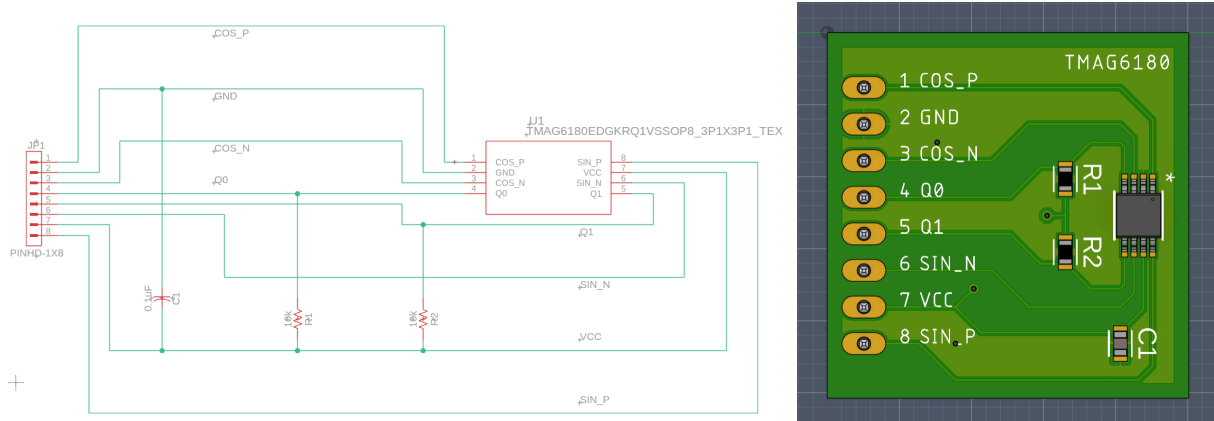 COS_P
GND
COS_N
Q0
JP1
1
2
3
4
5
6
7
8
PINHD-1X8
U1
TMAG6180EDGKRQ1VSSOP8_3P1X3P1_TEX
1 COS_P SIN_P 8
2 GND VCC 7
3 COS_N SIN_N 6
4 Q0 Q1 5
Q1
SIN_N
0.1uF
C1
10k
R1
10k
R2
VCC
SIN_P
TMAG6180
1 COS_P
2 GND
3 COS_N
4 Q0
5 Q1
6 SIN_N
7 VCC
8 SIN_P
R1
R2
*
C1